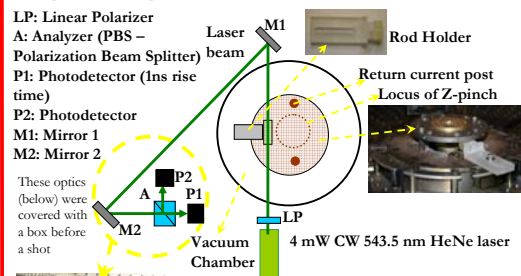 LP: Linear Polarizer
A: Analyzer (PBS –
Polarization Beam Splitter)
P1: Photodetector (1ns rise
time)
P2: Photodetector
M1: Mirror 1
M2: Mirror 2
These optics
(below) were
covered with
a box before
a shot
Laser
beam
M1
Rod Holder
Return current post
Locus of Z-pinch
P2
A
P1
M2
LP
Vacuum
Chamber
4 mW CW 543.5 nm HeNe laser